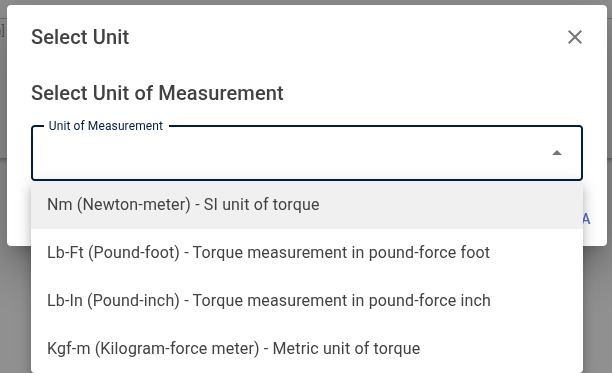 Select Unit
Select Unit of Measurement
Unit of Measurement
Nm (Newton-meter) - SI unit of torque
Lb-Ft (Pound-foot) - Torque measurement in pound-force foot
Lb-In (Pound-inch) - Torque measurement in pound-force inch
Kgf-m (Kilogram-force meter) - Metric unit of torque